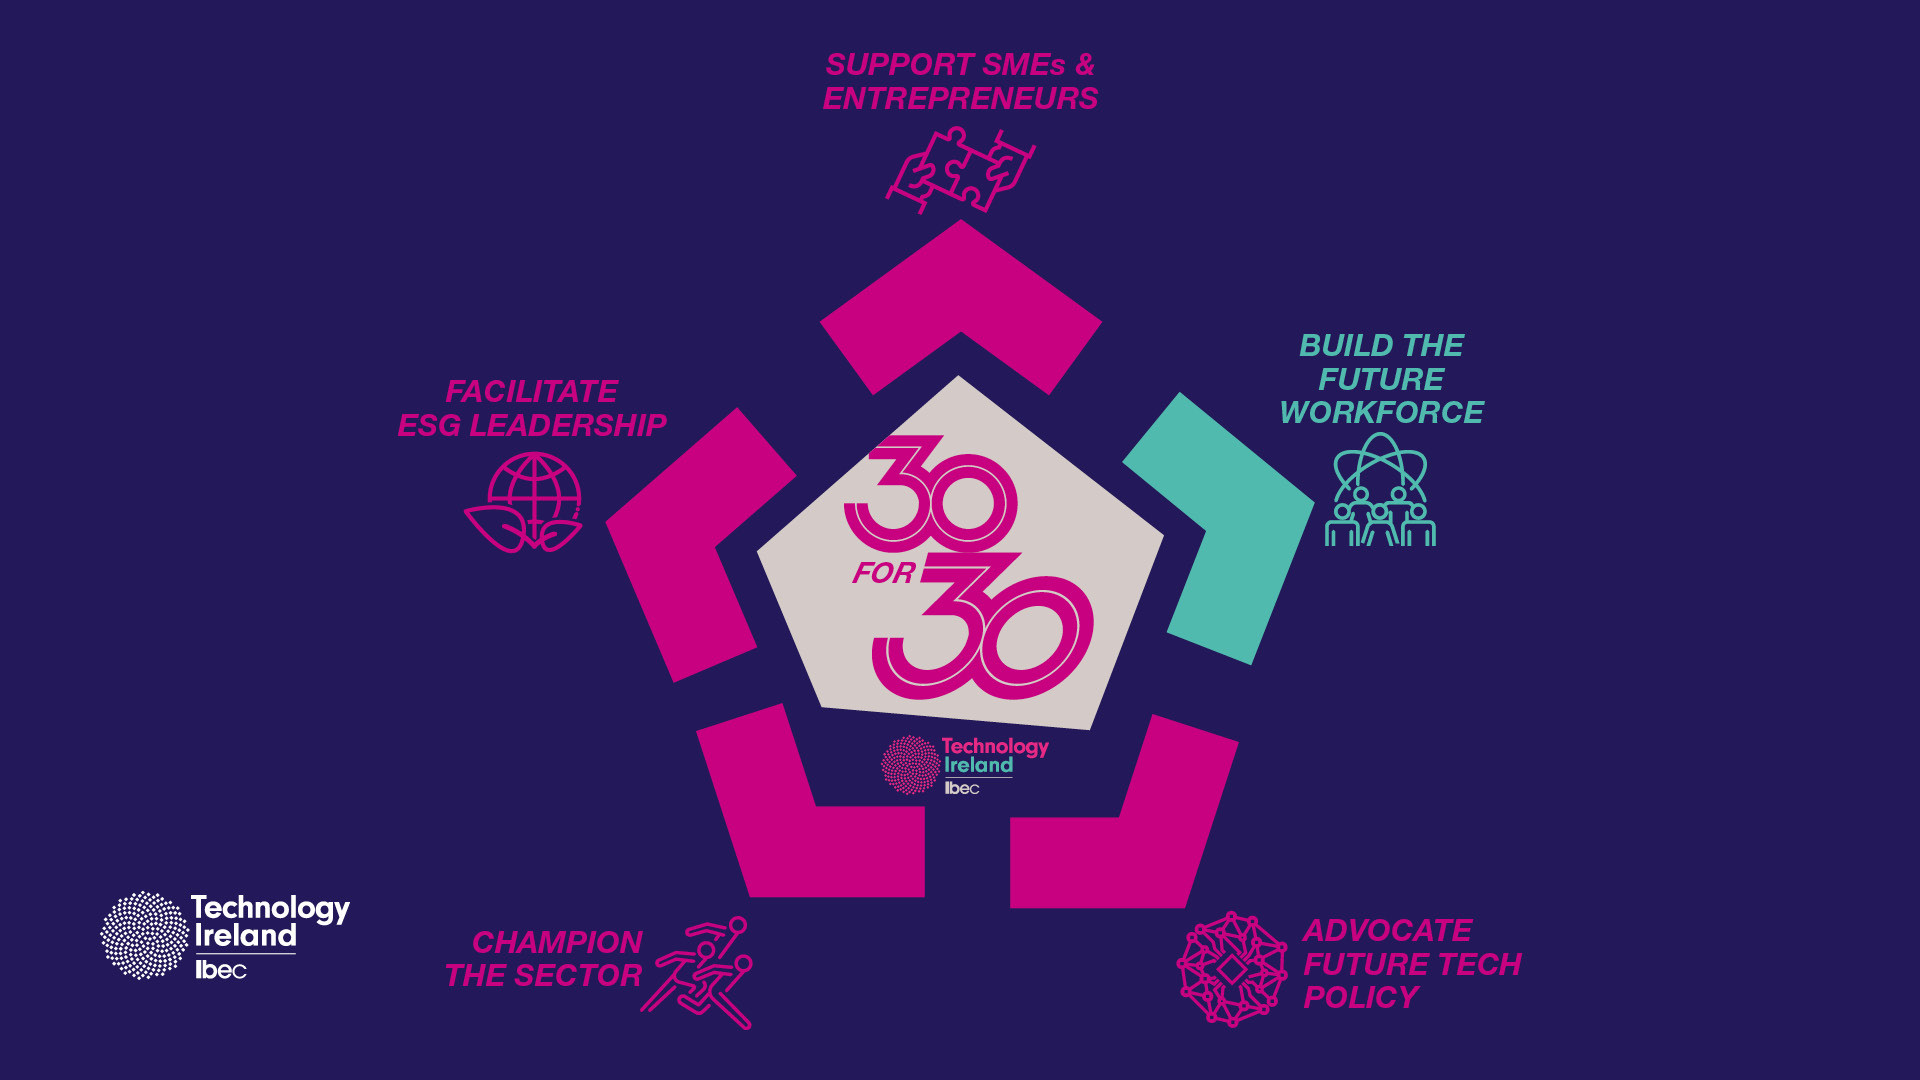 SUPPORT SMEs &
ENTREPRENEURS
BUILD THE
FUTURE
WORKFORCE
FACILITATE
ESG LEADERSHIP
30
FOR 30
Technology
Ireland
Ibec
Technology
Ireland
Ibec
CHAMPION
THE SECTOR
ADVOCATE
FUTURE TECH
POLICY